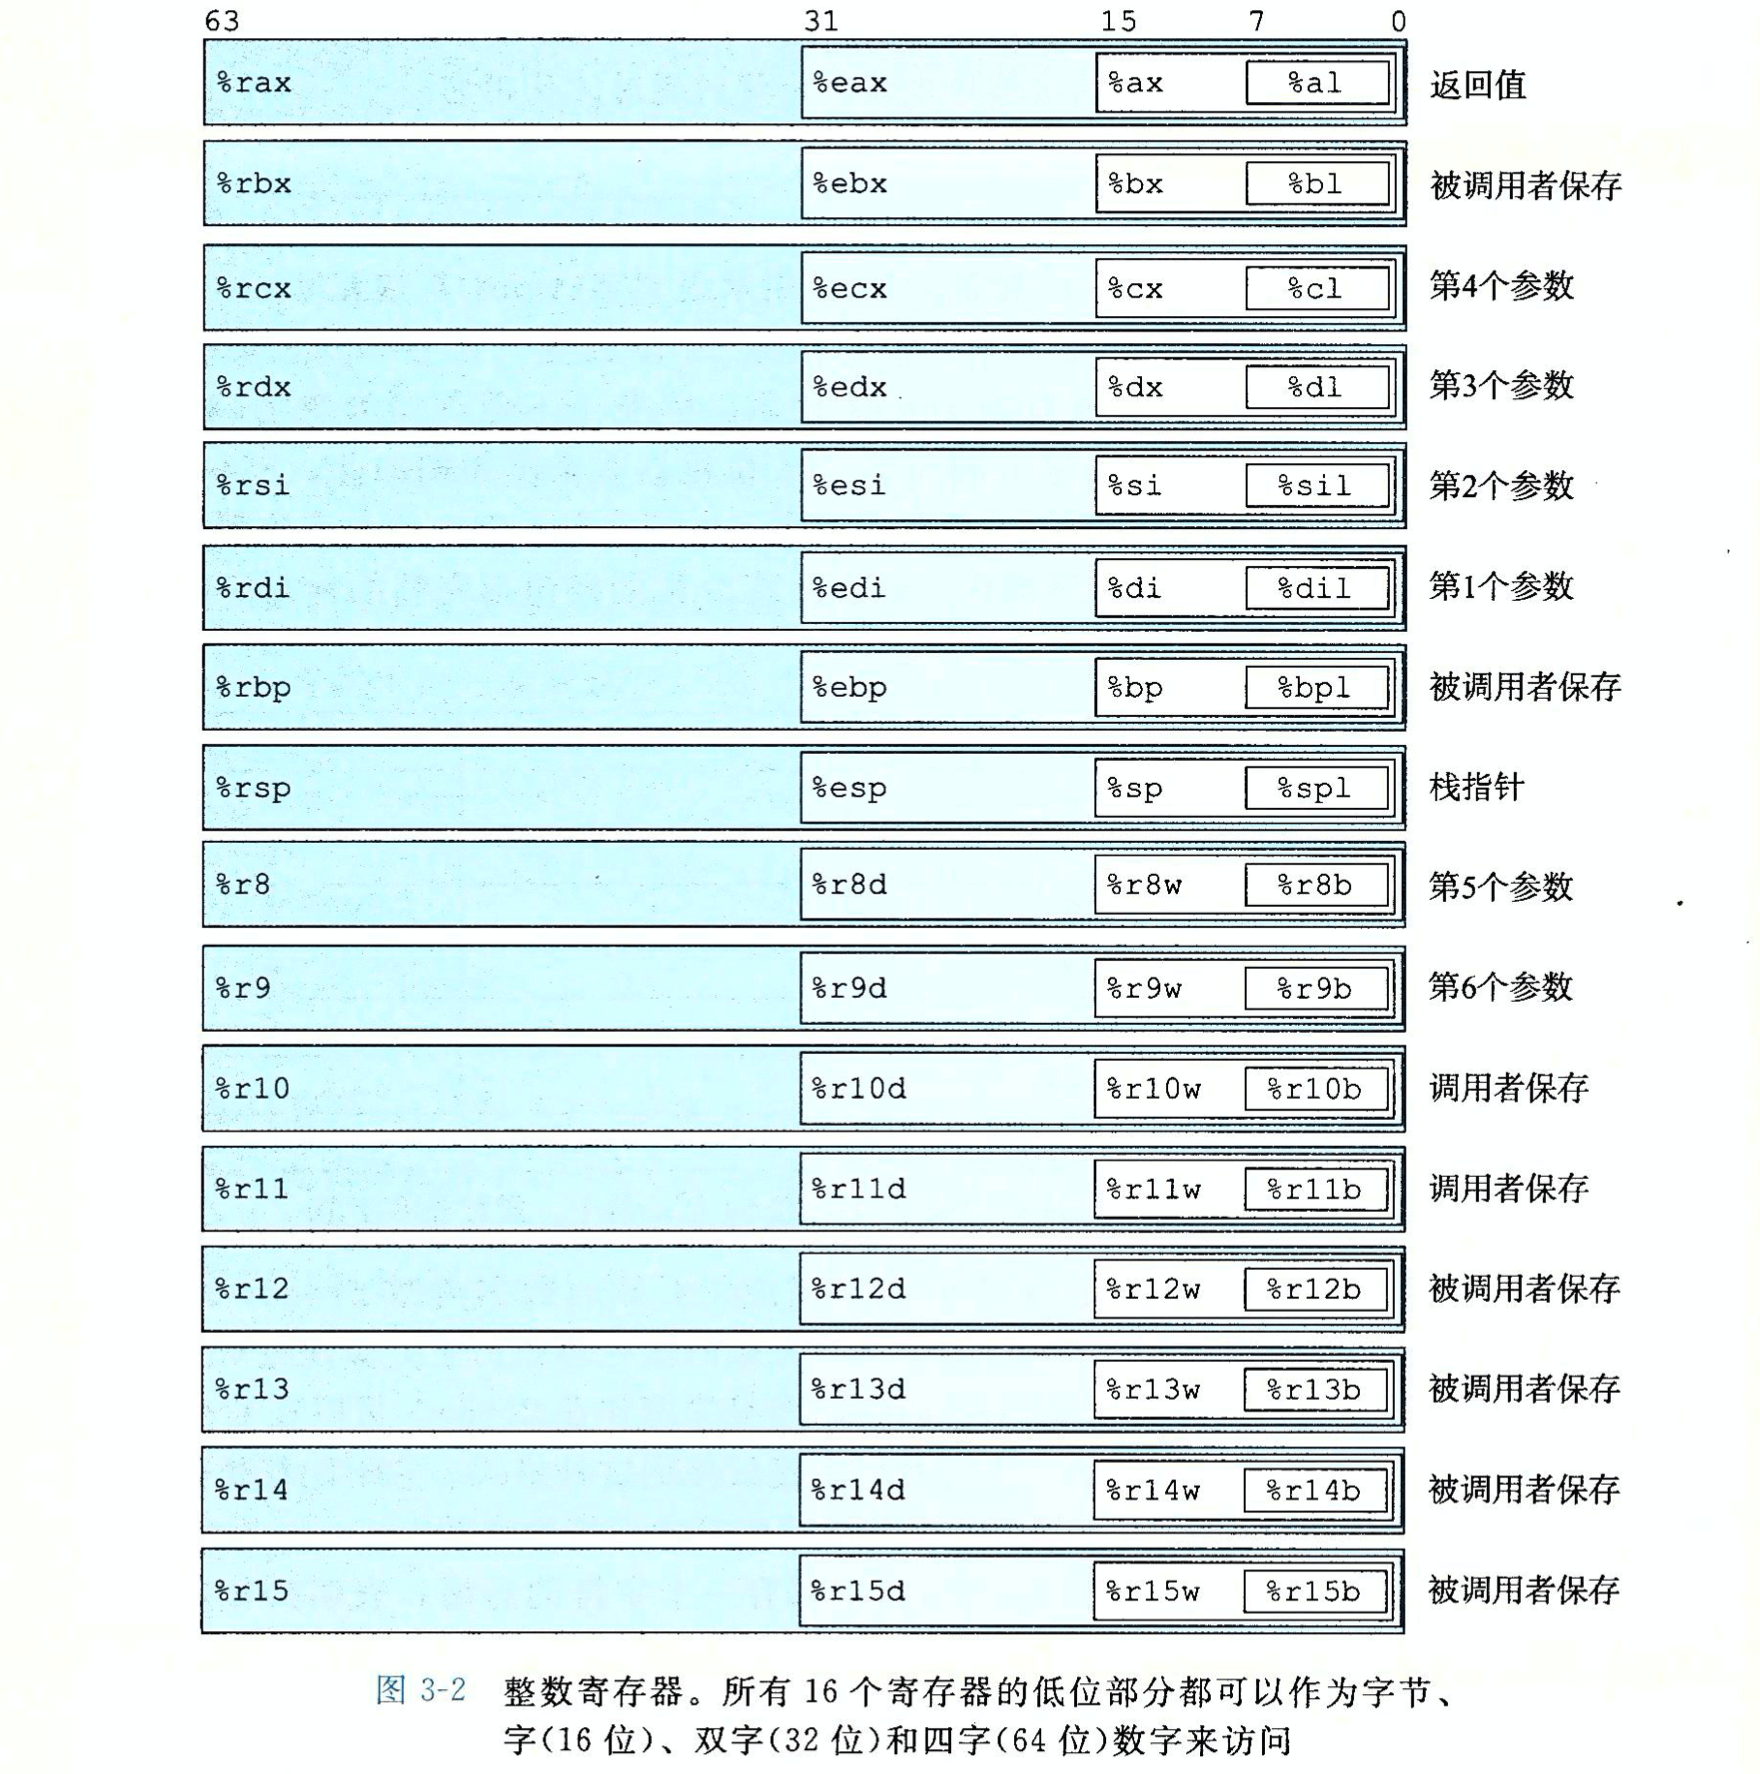 63 31 15 7 0
%rax %eax %ax %al 返回值
%rbx %ebx %bx %bl 被调用者保存
%rcx %ecx %cx %cl 第4个参数
%rdx %edx %dx %dl 第3个参数
%rsi %esi %si %sil 第2个参数
%rdi %edi %di %dil 第1个参数
%rbp %ebp %bp %bpl 被调用者保存
%rsp %esp %sp %spl 栈指针
%r8 %r8d %r8w %r8b 第5个参数
%r9 %r9d %r9w %r9b 第6个参数
%r10 %r10d %r10w %r10b 调用者保存
%r11 %r11d %r11w %r11b 调用者保存
%r12 %r12d %r12w %r12b 被调用者保存
%r13 %r13d %r13w %r13b 被调用者保存
%r14 %r14d %r14w %r14b 被调用者保存
%r15 %r15d %r15w %r15b 被调用者保存
图 3-2 整数寄存器。所有 16 个寄存器的低位部分都可以作为字节、
字(16 位)、双字(32 位)和四字(64 位)数字来访问